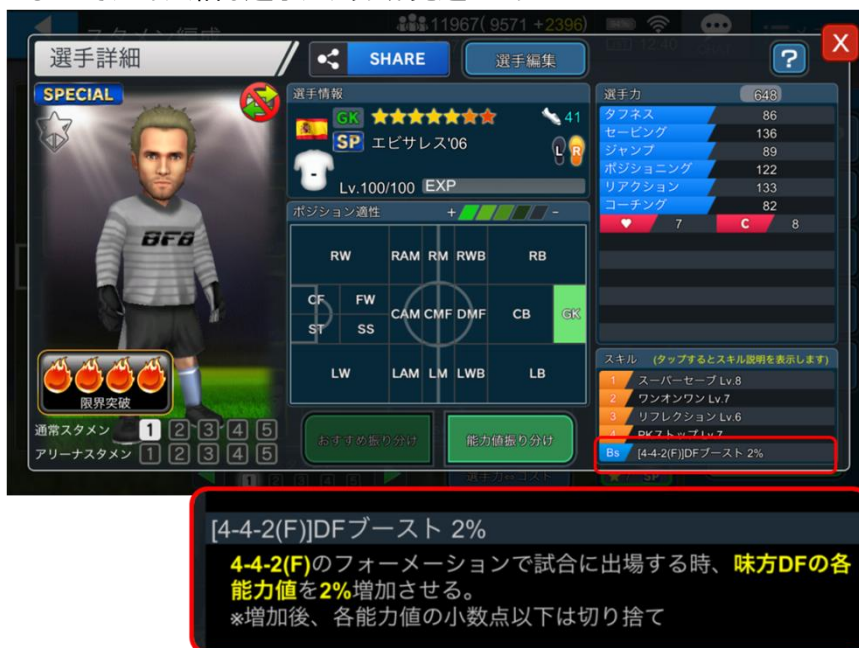 11967( 9571 +2396)
12:40
選手詳細
SHARE
選手編集
?
X
SPECIAL
選手情報
GK
41
SP エビサレス'06
L R
Lv.100/100 EXP
ポジション適性 + -
RW RAM RM RWB RB
CF FW
CAM CMF DMF CB GK
ST SS
LW LAM LM LWB LB
選手力 648
タフネス 86
セービング 136
ジャンプ 89
ポジショニング 122
リアクション 133
コーチング 82
♥ 7 C 8
BFB
限界突破
通常スタメン 1 2 3 4 5
アリーナスタメン 1 2 3 4 5
おすすめ振り分け
能力値振り分け
スキル (タップするとスキル説明を表示します)
1 スーパーセーブ Lv.8
2 ワンオンワン Lv.7
3 リフレクション Lv.6
4 PKストップ Lv.7
Bs [4-4-2(F)]DFブースト 2%
[4-4-2(F)]DFブースト 2%
4-4-2(F)のフォーメーションで試合に出場する時、味方DFの各
能力値を2%増加させる。
※増加後、各能力値の小数点以下は切り捨て